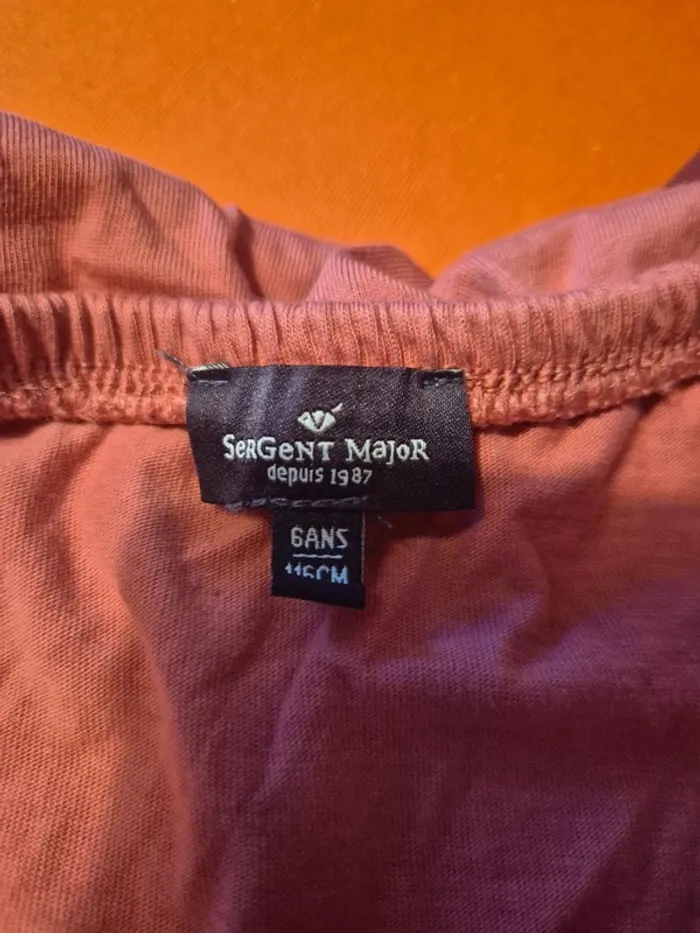 SeRGeNT MajoR
depuis 1987
6ANS
116CM